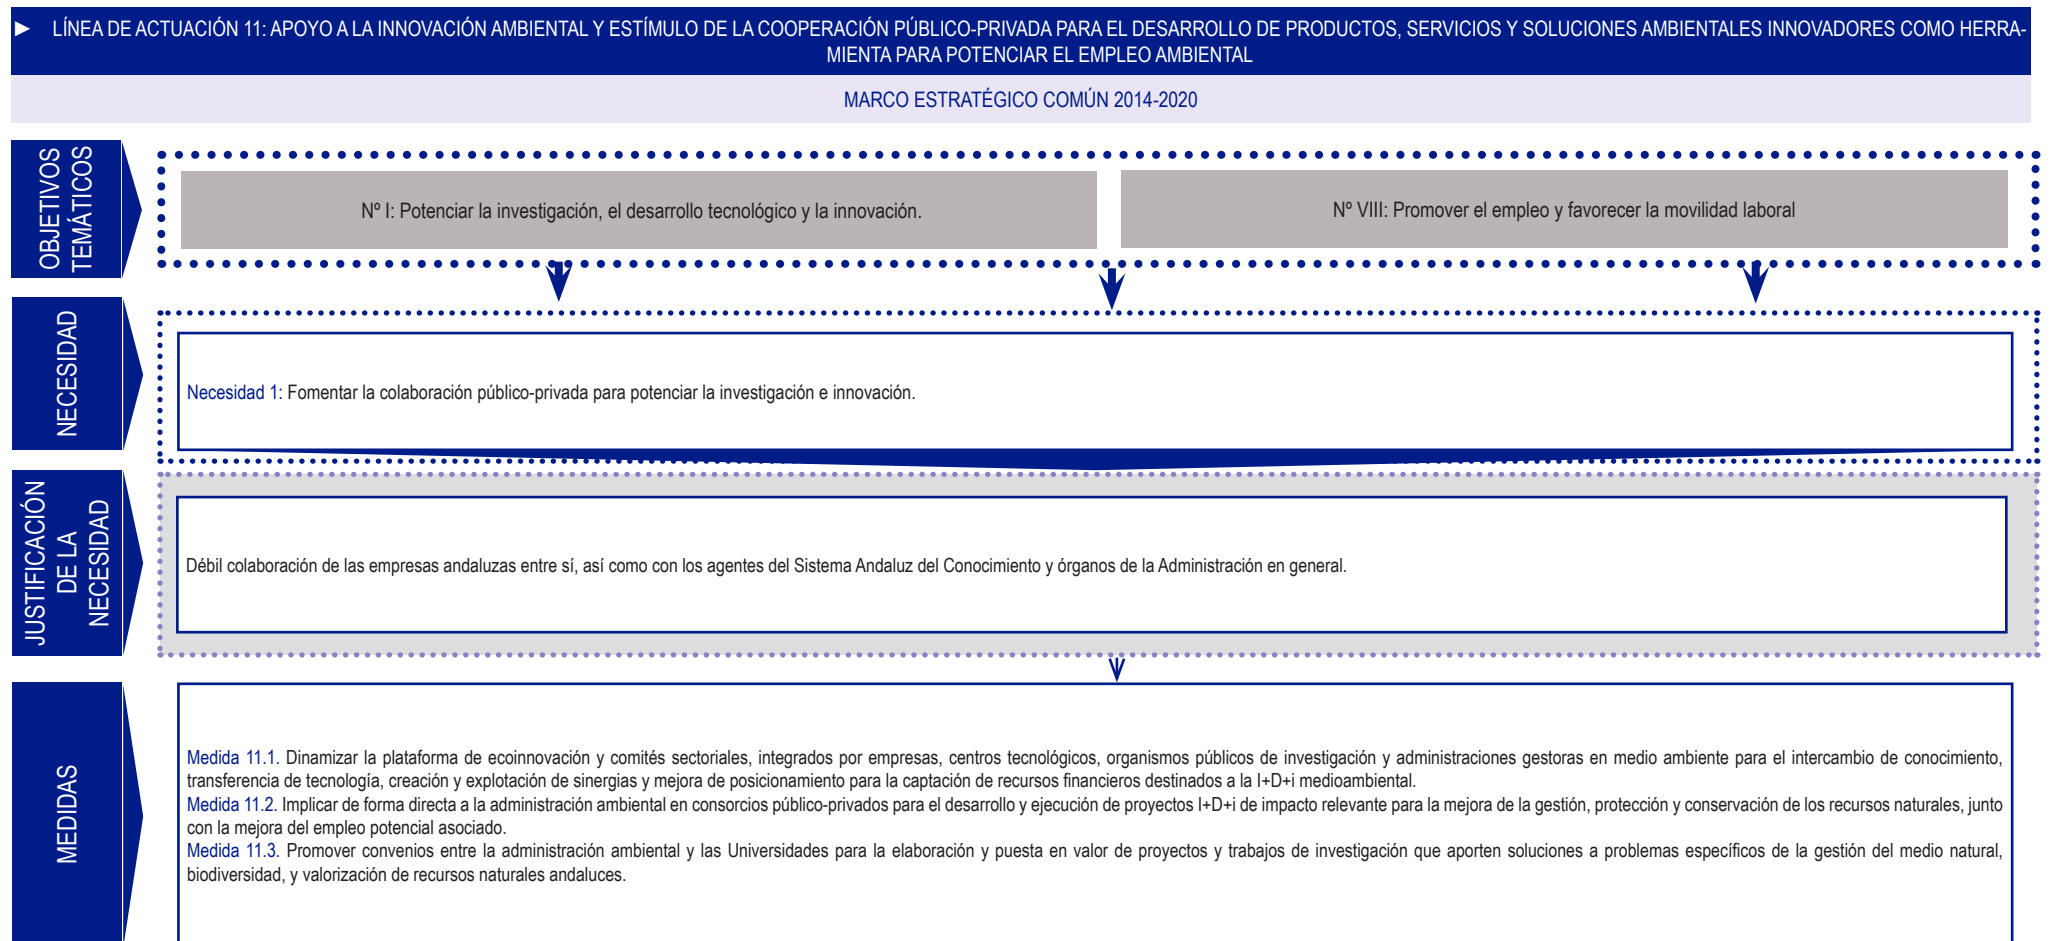 ► LÍNEA DE ACTUACIÓN 11: APOYO A LA INNOVACIÓN AMBIENTAL Y ESTÍMULO DE LA COOPERACIÓN PÚBLICO-PRIVADA PARA EL DESARROLLO DE PRODUCTOS, SERVICIOS Y SOLUCIONES AMBIENTALES INNOVADORES COMO HERRA-
MIENTA PARA POTENCIAR EL EMPLEO AMBIENTAL
MARCO ESTRATÉGICO COMÚN 2014-2020
OBJETIVOS
TEMÁTICOS
Nº I: Potenciar la investigación, el desarrollo tecnológico y la innovación.
Nº VIII: Promover el empleo y favorecer la movilidad laboral
NECESIDAD
Necesidad 1: Fomentar la colaboración público-privada para potenciar la investigación e innovación.
JUSTIFICACIÓN
DE LA
NECESIDAD
Débil colaboración de las empresas andaluzas entre sí, así como con los agentes del Sistema Andaluz del Conocimiento y órganos de la Administración en general.
MEDIDAS
Medida 11.1. Dinamizar la plataforma de ecoinnovación y comités sectoriales, integrados por empresas, centros tecnológicos, organismos públicos de investigación y administraciones gestoras en medio ambiente para el intercambio de conocimiento,
transferencia de tecnología, creación y explotación de sinergias y mejora de posicionamiento para la captación de recursos financieros destinados a la I+D+i medioambiental.
Medida 11.2. Implicar de forma directa a la administración ambiental en consorcios público-privados para el desarrollo y ejecución de proyectos I+D+i de impacto relevante para la mejora de la gestión, protección y conservación de los recursos naturales, junto
con la mejora del empleo potencial asociado.
Medida 11.3. Promover convenios entre la administración ambiental y las Universidades para la elaboración y puesta en valor de proyectos y trabajos de investigación que aporten soluciones a problemas específicos de la gestión del medio natural,
biodiversidad, y valorización de recursos naturales andaluces.